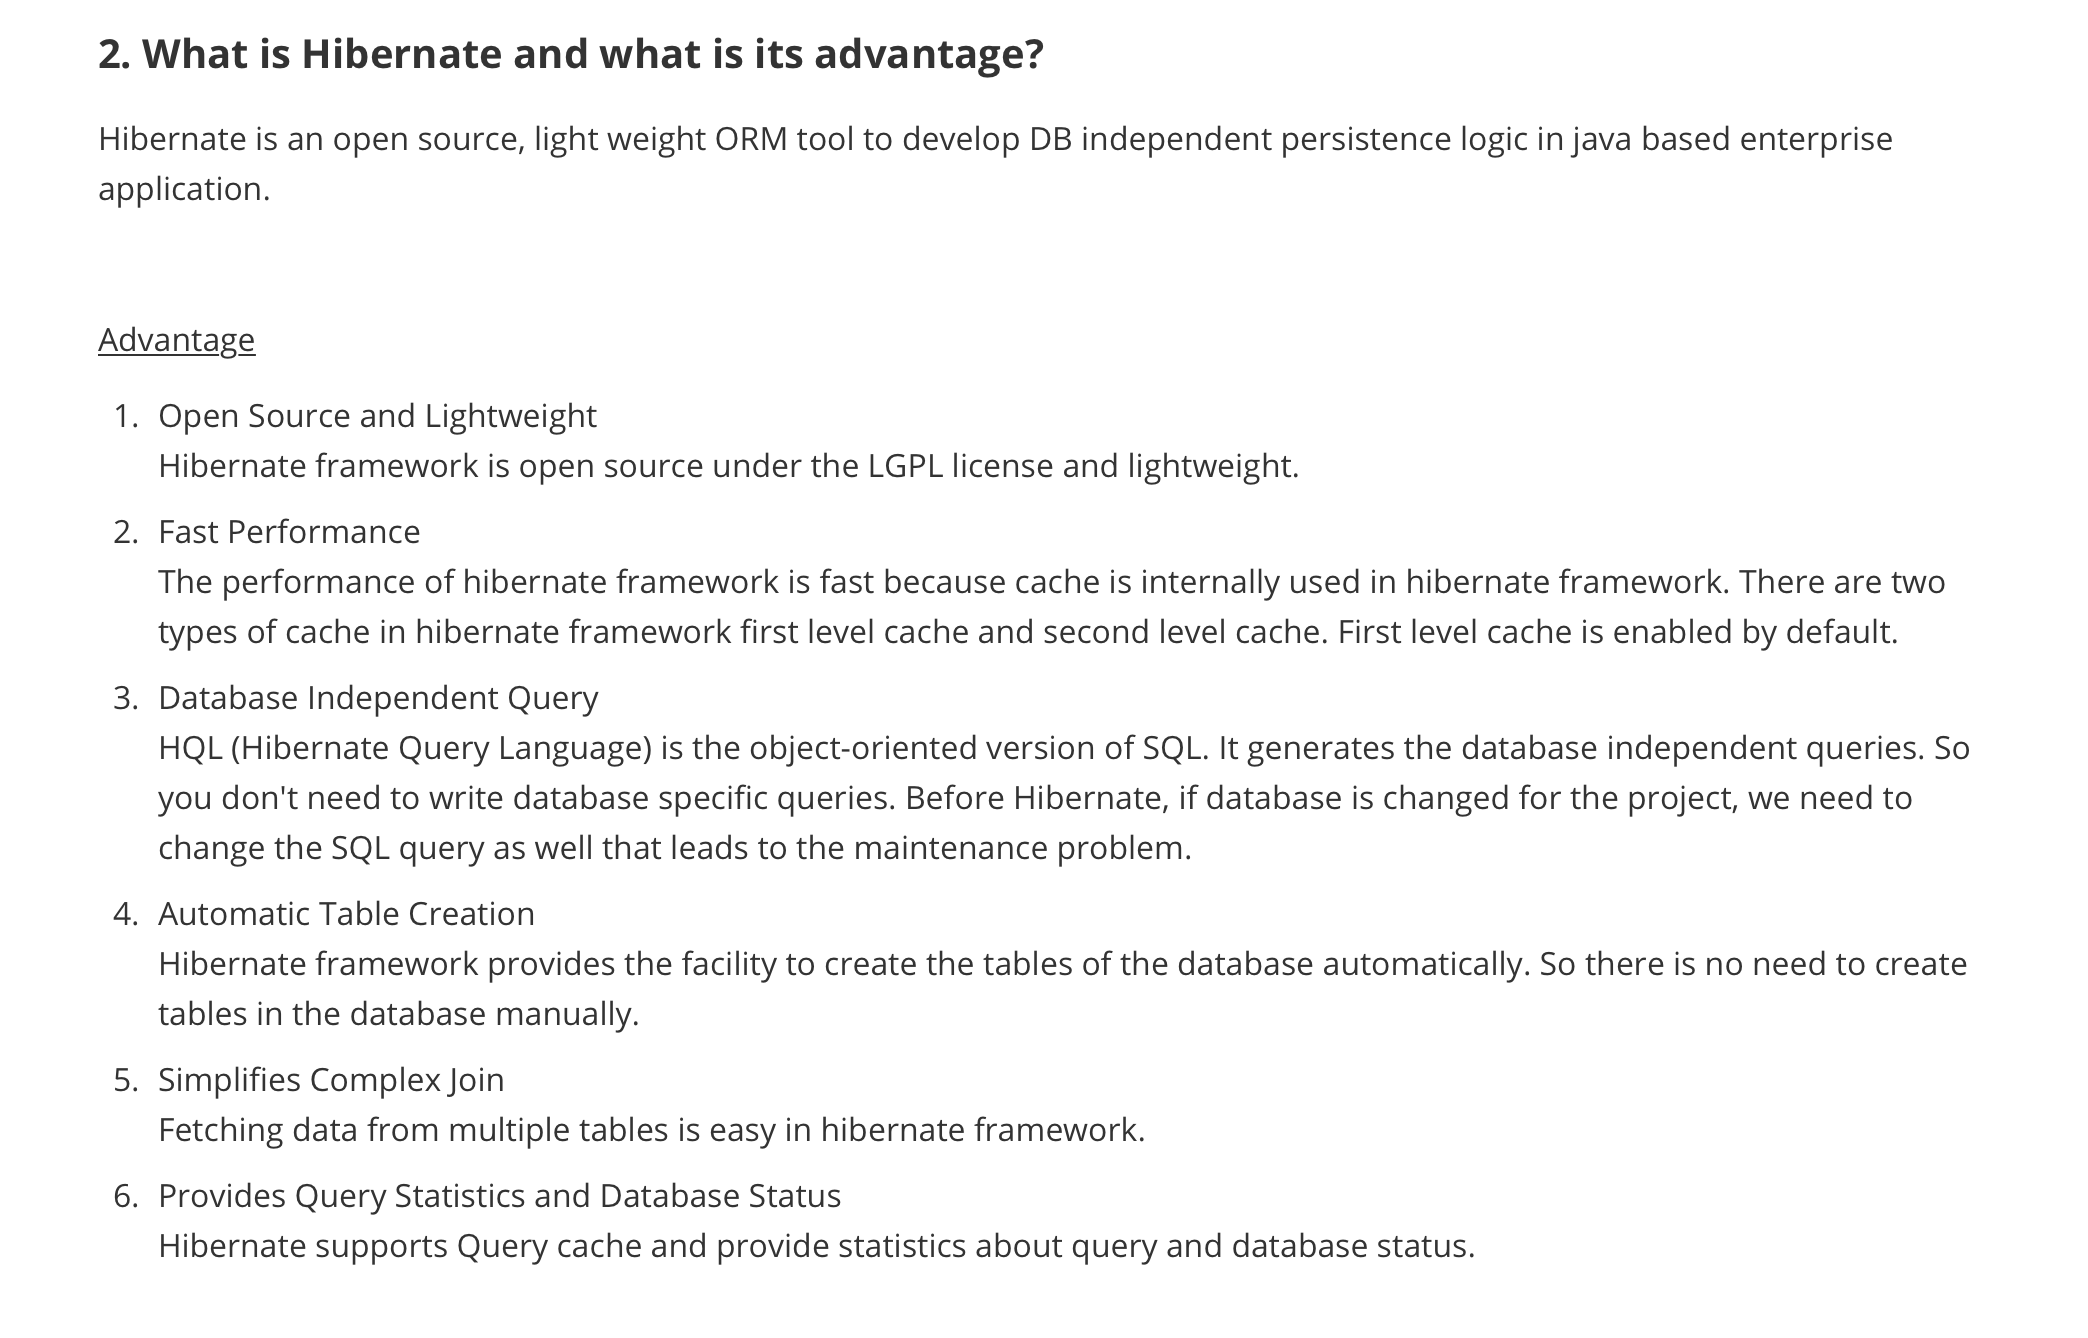 2. What is Hibernate and what is its advantage?
Hibernate is an open source, light weight ORM tool to develop DB independent persistence logic in java based enterprise
application.
Advantage
1. Open Source and Lightweight
Hibernate framework is open source under the LGPL license and lightweight.
2. Fast Performance
The performance of hibernate framework is fast because cache is internally used in hibernate framework. There are two
types of cache in hibernate framework first level cache and second level cache. First level cache is enabled by default.
3. Database Independent Query
HQL (Hibernate Query Language) is the object-oriented version of SQL. It generates the database independent queries. So
you don't need to write database specific queries. Before Hibernate, if database is changed for the project, we need to
change the SQL query as well that leads to the maintenance problem.
4. Automatic Table Creation
Hibernate framework provides the facility to create the tables of the database automatically. So there is no need to create
tables in the database manually.
5. Simplifies Complex Join
Fetching data from multiple tables is easy in hibernate framework.
6. Provides Query Statistics and Database Status
Hibernate supports Query cache and provide statistics about query and database status.